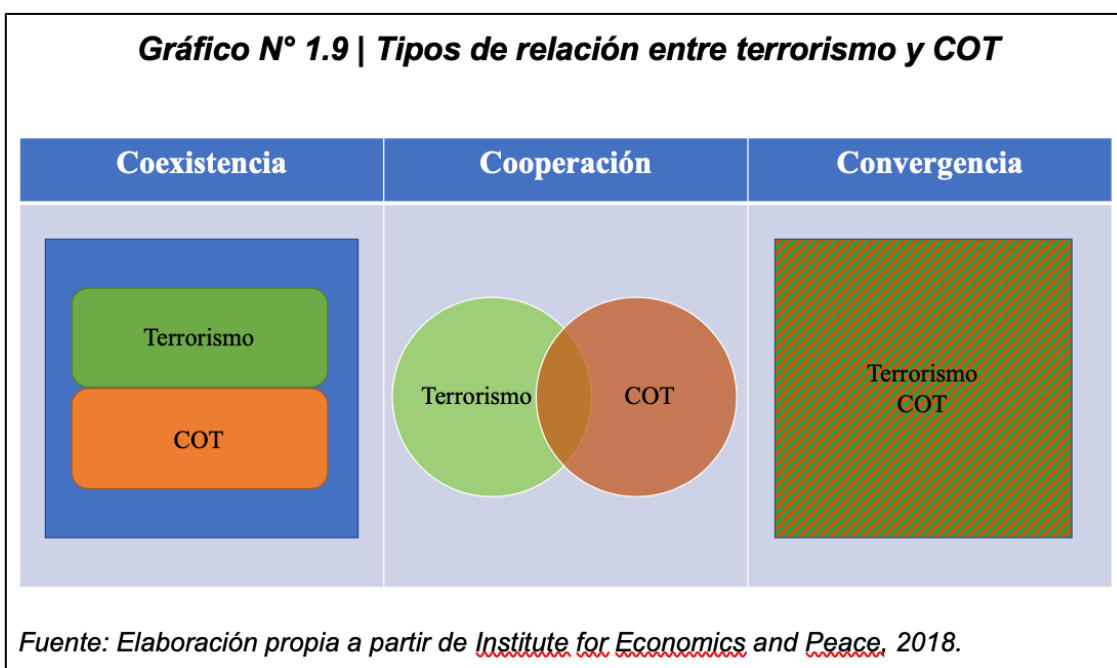 Gráfico N° 1.9 | Tipos de relación entre terrorismo y COT
Coexistencia
Cooperación
Convergencia
Terrorismo
COT
Terrorismo
COT
Terrorismo
COT
Fuente: Elaboración propia a partir de Institute for Economics and Peace, 2018.